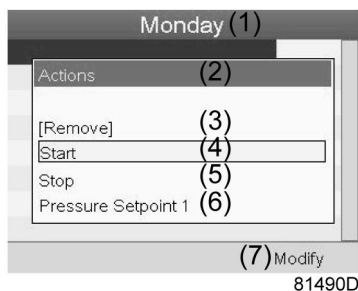 Monday (1)
Actions (2)
[Remove] (3)
Start (4)
Stop (5)
Pressure Setpoint 1 (6)
(7) Modify
81490D